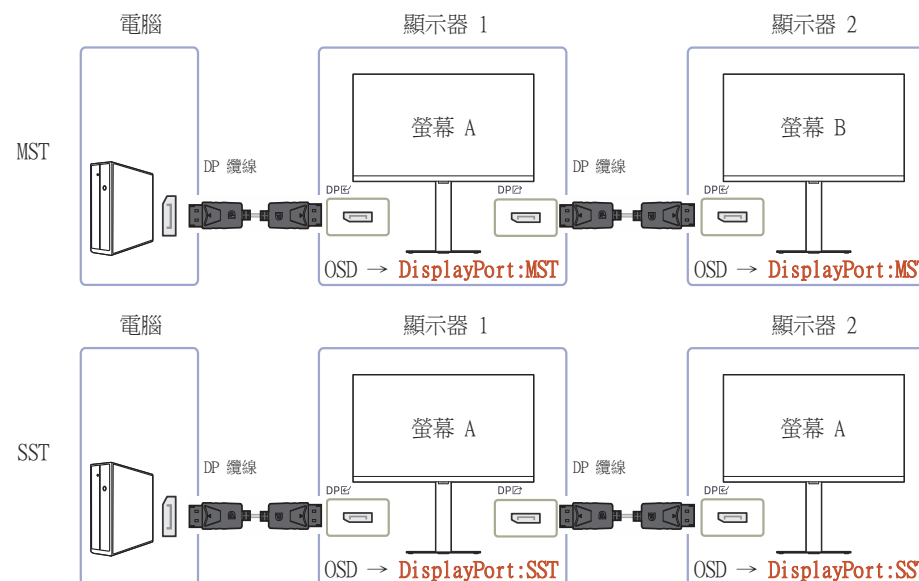 電腦
顯示器 1
顯示器 2
MST
螢幕 A
螢幕 B
DP 纜線
DP 纜線
DP
DP
DP
OSD → DisplayPort:MST
OSD → DisplayPort:MS
電腦
顯示器 1
顯示器 2
SST
螢幕 A
螢幕 A
DP 纜線
DP 纜線
DP
DP
DP
OSD → DisplayPort:SST
OSD → DisplayPort:SS